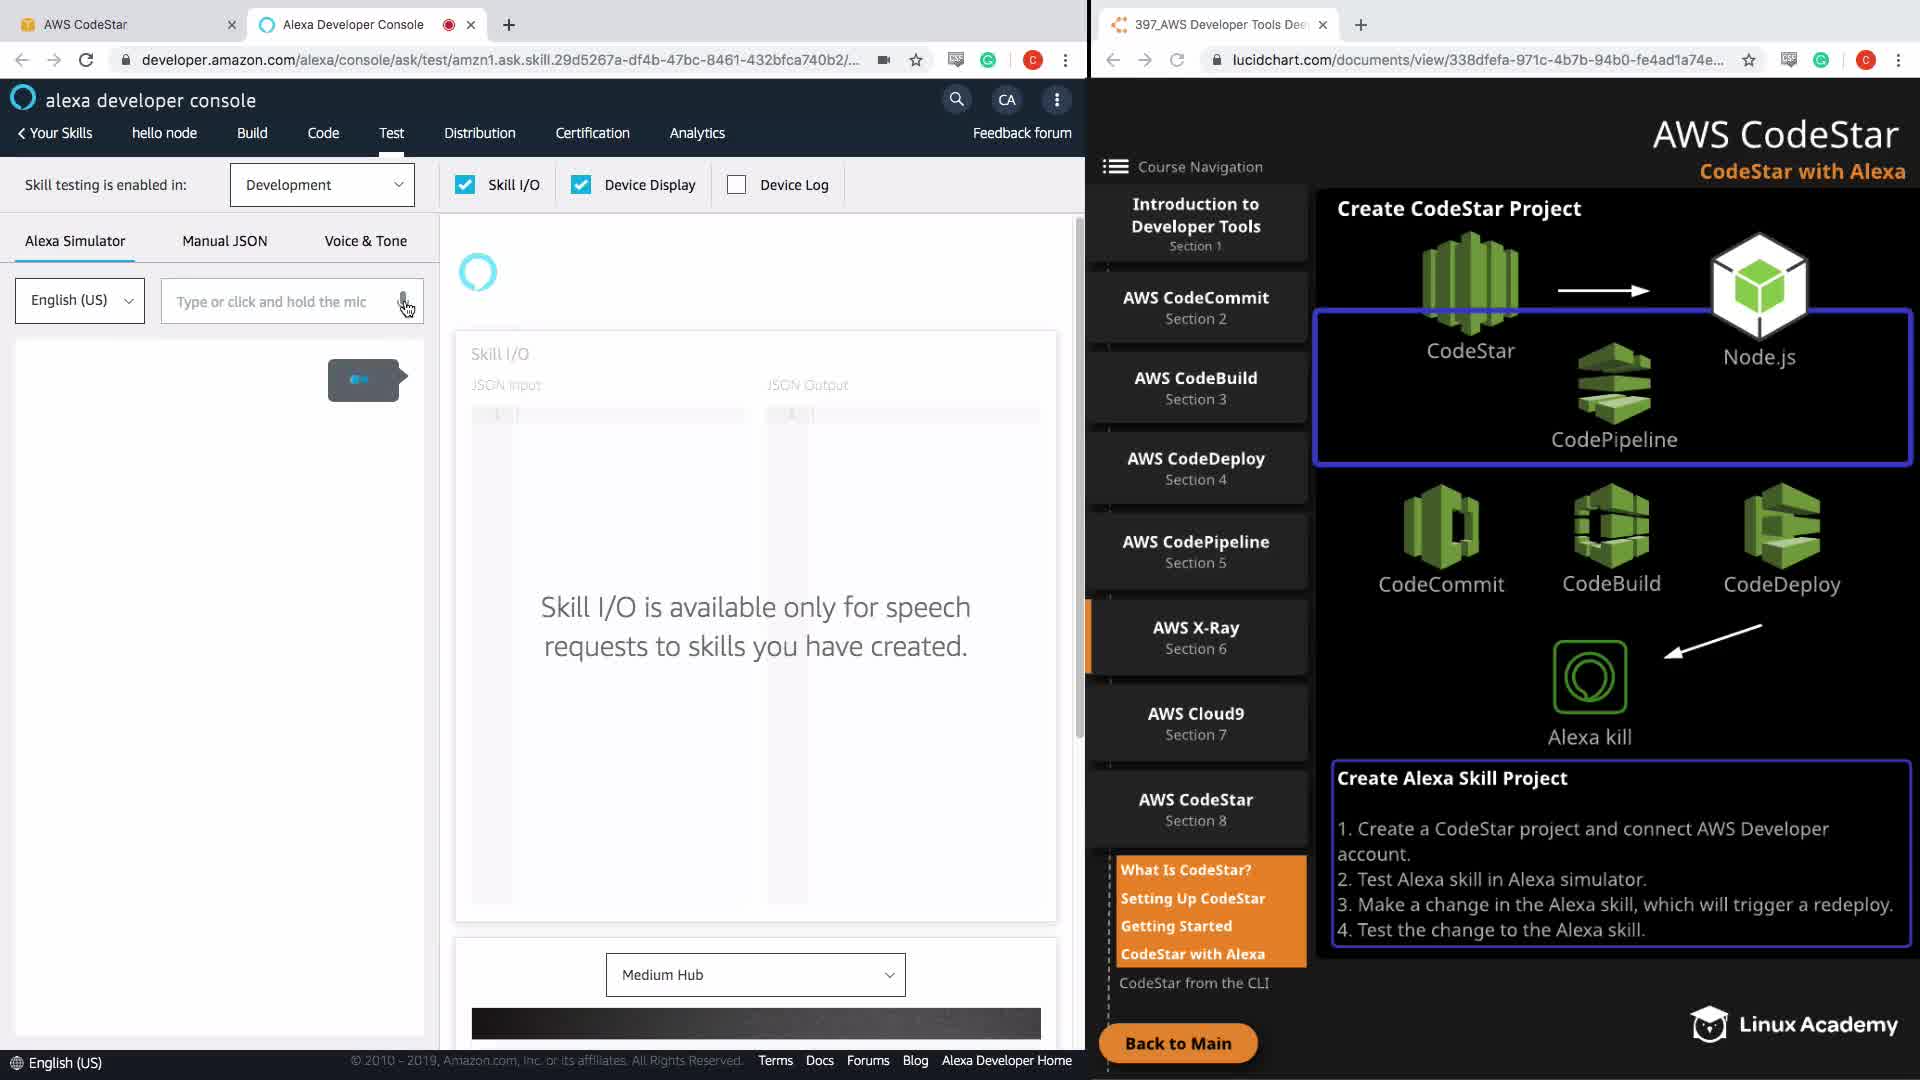 AWS CodeStar
Alexa Developer Console
developer.amazon.com/alexa/console/ask/test/amzn1.ask.skill.29d5267a-df4b-47bc-8461-432bfca740b2/...
C
alexa developer console
CA
Your Skills
hello node
Build
Code
Test
Distribution
Certification
Analytics
Feedback forum
Skill testing is enabled in:
Development
Skill I/O
Device Display
Device Log
Alexa Simulator
Manual JSON
Voice & Tone
English (US)
Type or click and hold the mic
Skill I/O
JSON Input
JSON Output
1
1
Skill I/O is available only for speech
requests to skills you have created.
Medium Hub
English (US)
© 2010 - 2019, Amazon.com, Inc. or its affiliates. All Rights Reserved.
Terms
Docs
Forums
Blog
Alexa Developer Home
397_AWS Developer Tools Dee
lucidchart.com/documents/view/338dfefa-971c-4b7b-94b0-fe4ad1a74e...
C
AWS CodeStar
CodeStar with Alexa
Course Navigation
Introduction to
Developer Tools
Section 1
AWS CodeCommit
Section 2
AWS CodeBuild
Section 3
AWS CodeDeploy
Section 4
AWS CodePipeline
Section 5
AWS X-Ray
Section 6
AWS Cloud9
Section 7
AWS CodeStar
Section 8
What Is CodeStar?
Setting Up CodeStar
Getting Started
CodeStar with Alexa
CodeStar from the CLI
Back to Main
Create CodeStar Project
CodeStar
Node.js
CodePipeline
CodeCommit
CodeBuild
CodeDeploy
Alexa kill
Create Alexa Skill Project
1. Create a CodeStar project and connect AWS Developer
account.
2. Test Alexa skill in Alexa simulator.
3. Make a change in the Alexa skill, which will trigger a redeploy.
4. Test the change to the Alexa skill.
Linux Academy